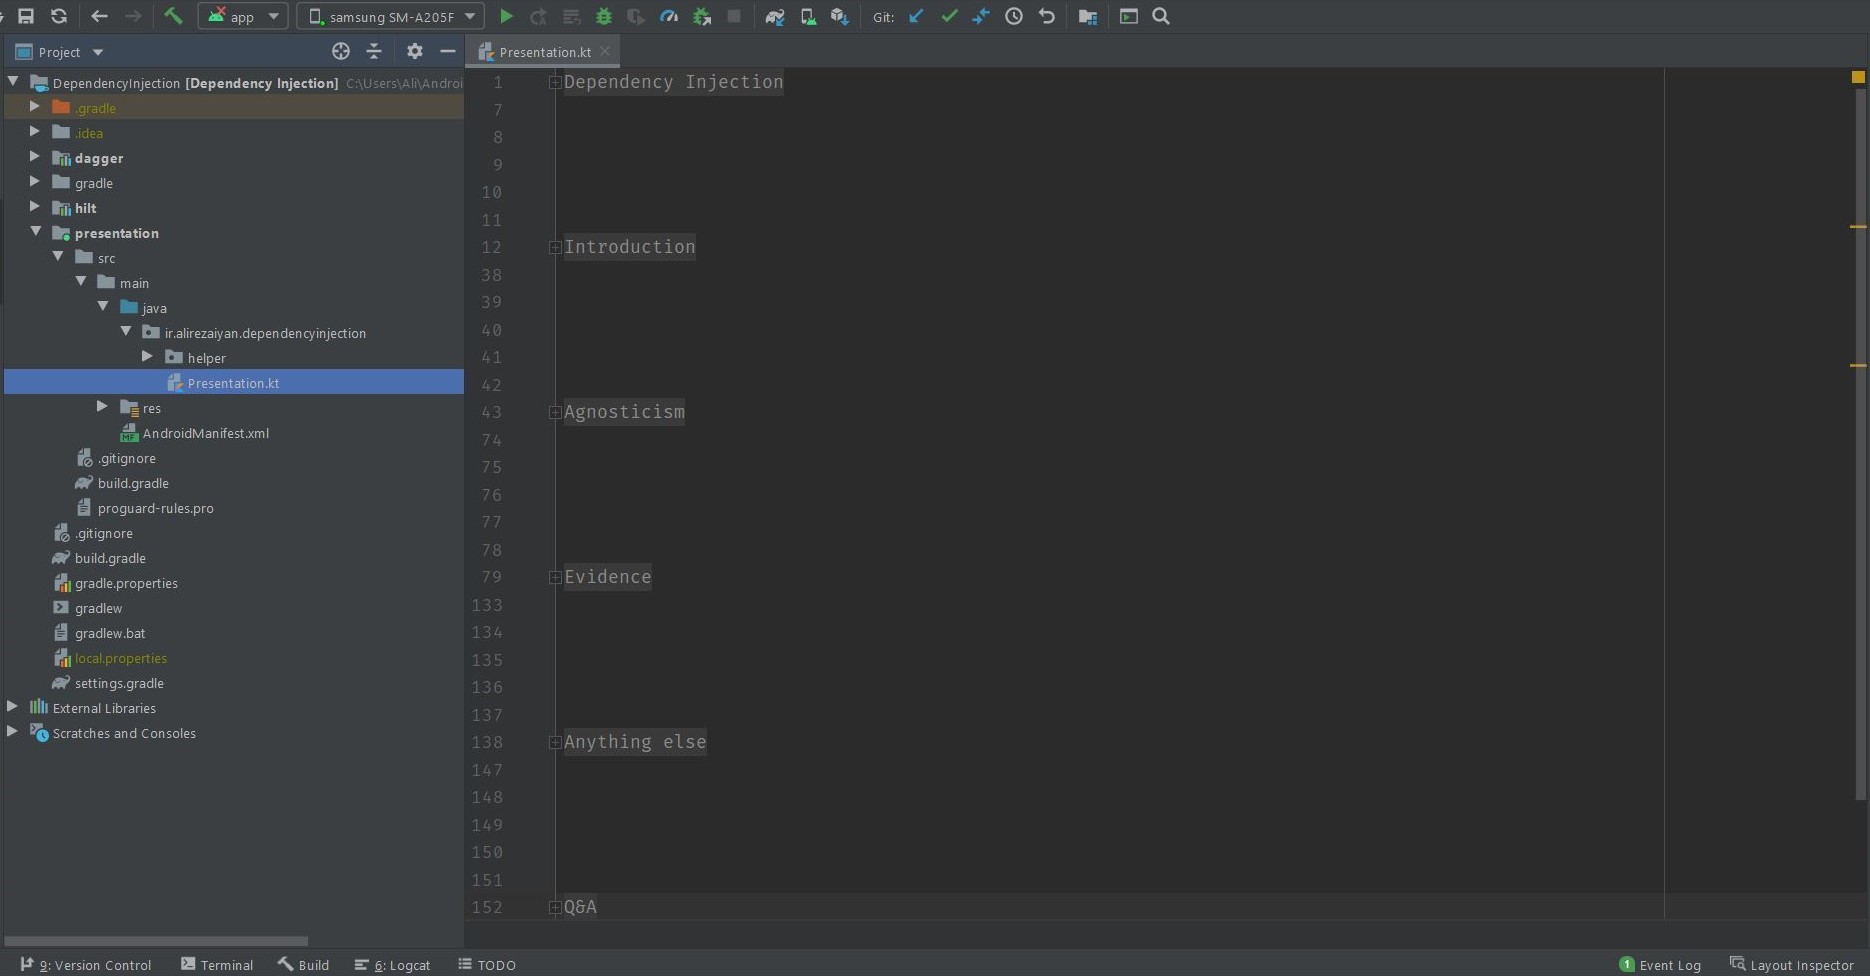 app
samsung SM-A205F
Git:
Project
Presentation.kt
DependencyInjection [Dependency Injection] C:\Users\Ali\Androi
.gradle
.idea
dagger
gradle
hilt
presentation
src
main
java
ir.alirezaiyan.dependencyinjection
helper
Presentation.kt
res
MF AndroidManifest.xml
.gitignore
build.gradle
proguard-rules.pro
.gitignore
build.gradle
gradle.properties
gradlew
gradlew.bat
local.properties
settings.gradle
External Libraries
Scratches and Consoles
1 Dependency Injection
7
8
9
10
11
12 Introduction
38
39
40
41
42
43 Agnosticism
74
75
76
77
78
79 Evidence
133
134
135
136
137
138 Anything else
147
148
149
150
151
152 Q&A
9: Version Control Terminal Build 6: Logcat TODO 1 Event Log Layout Inspector